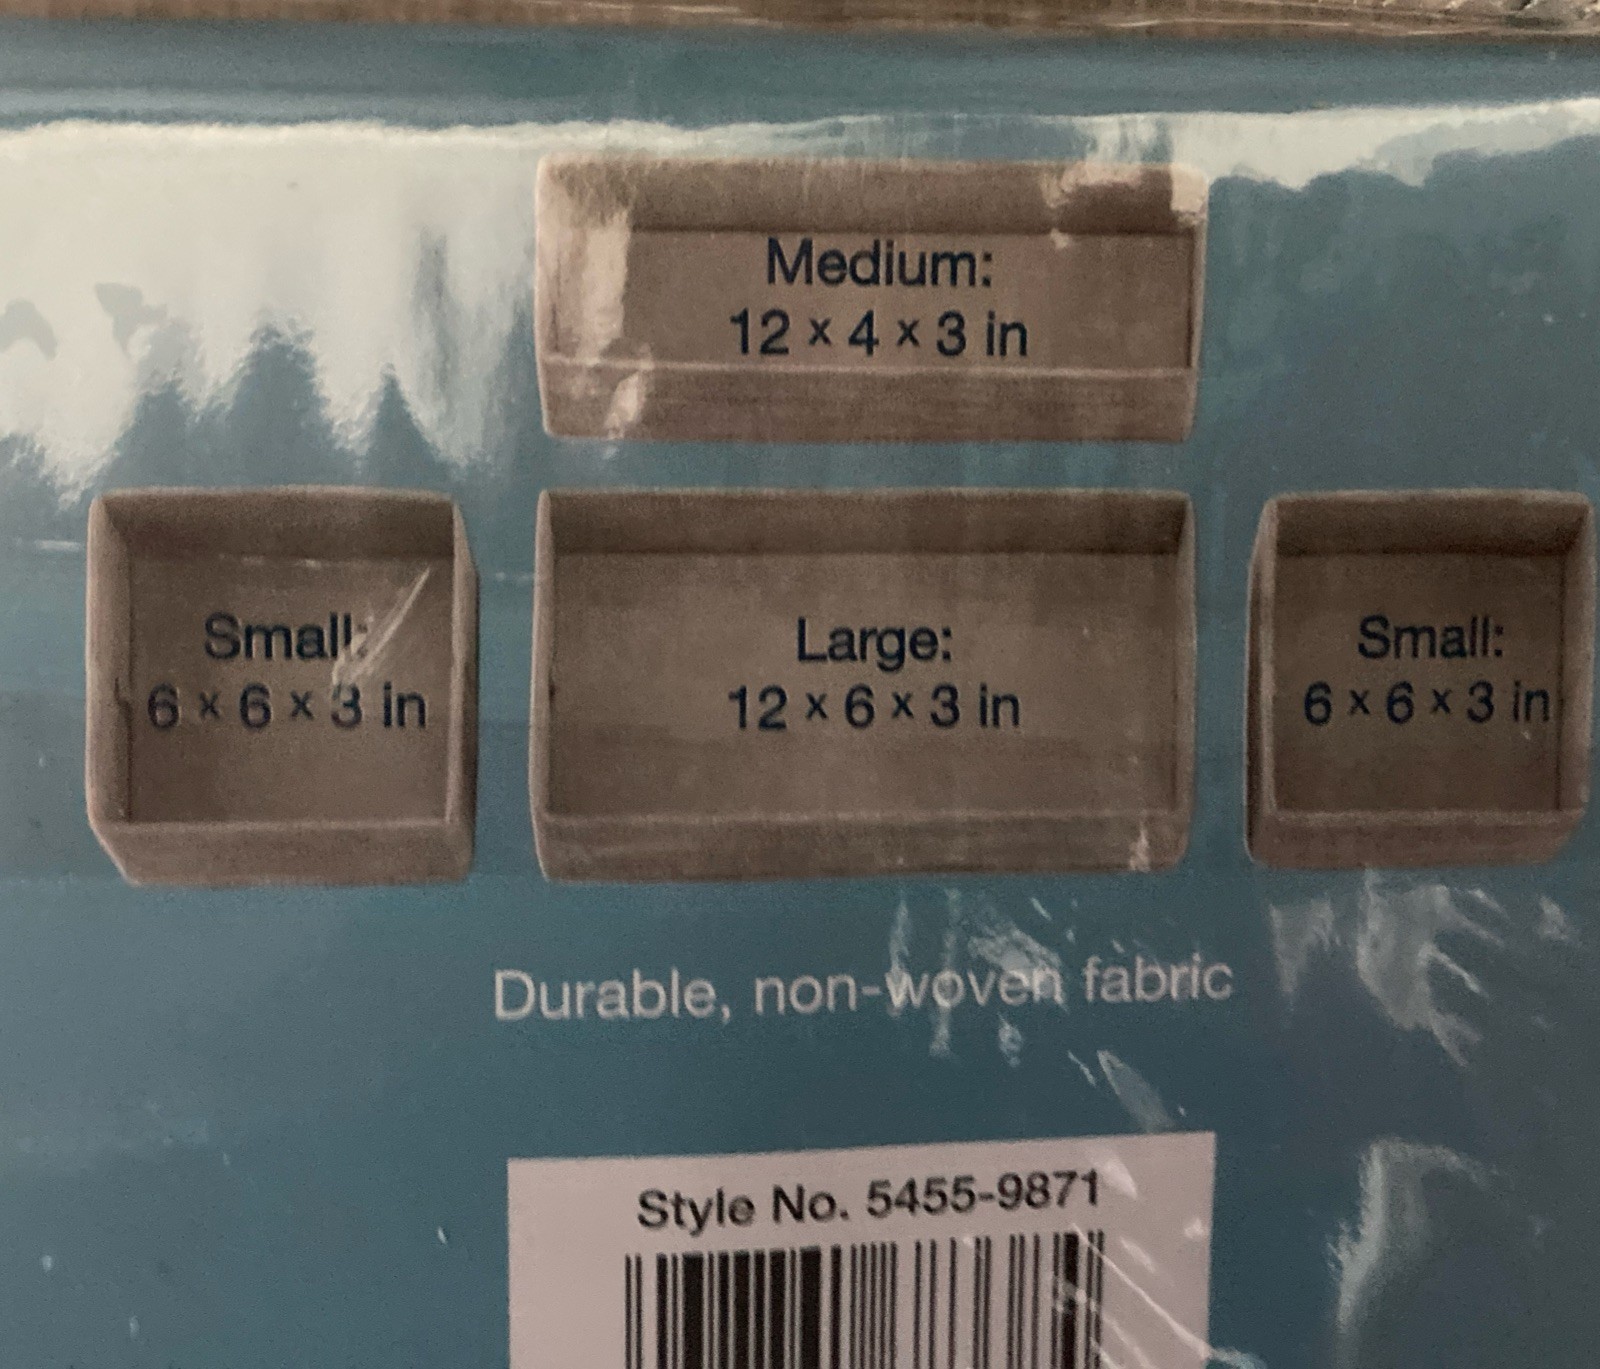 Medium:
12 x 4 x 3 in
Small:
6 x 6 x 3 in
Large:
12 x 6 x 3 in
Small:
6 x 6 x 3 in
Durable, non-woven fabric
Style No. 5455-9871